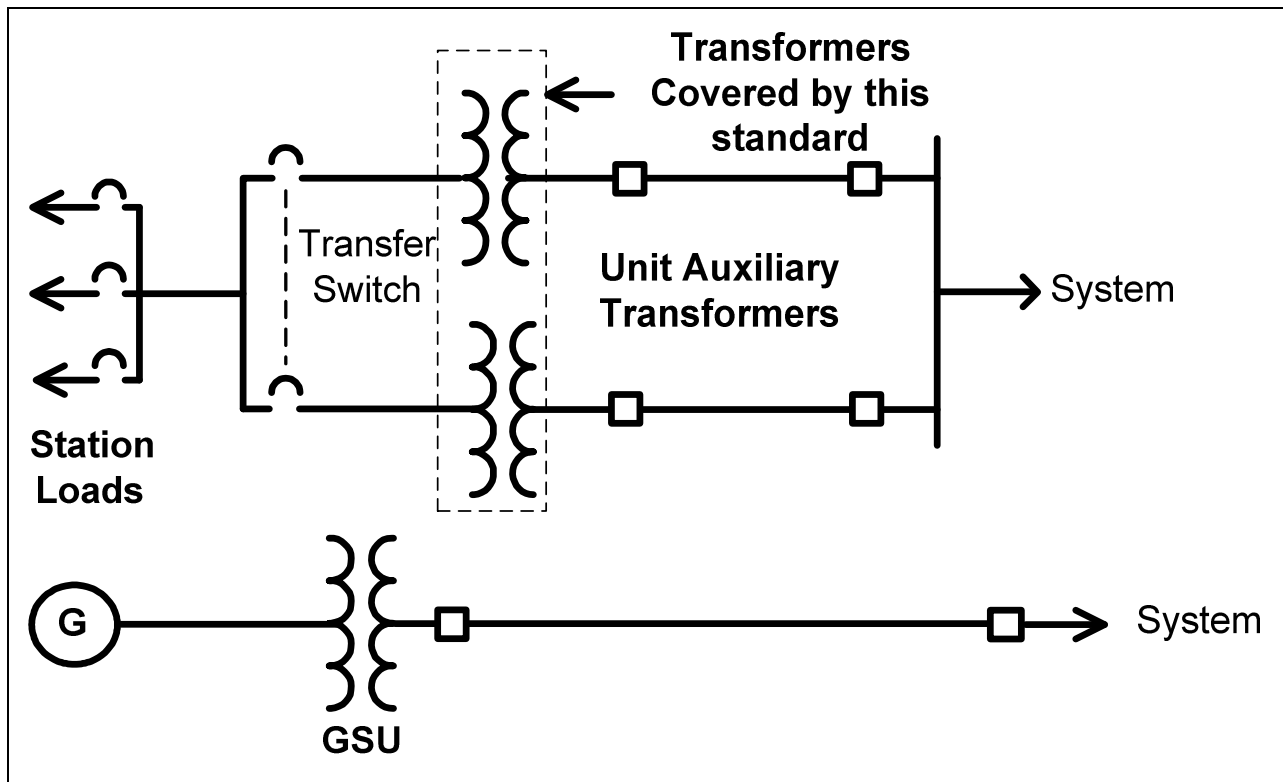 Transformers
Covered by this
standard
Transfer
Switch
Unit Auxiliary
Transformers
System
Station
Loads
G
System
GSU